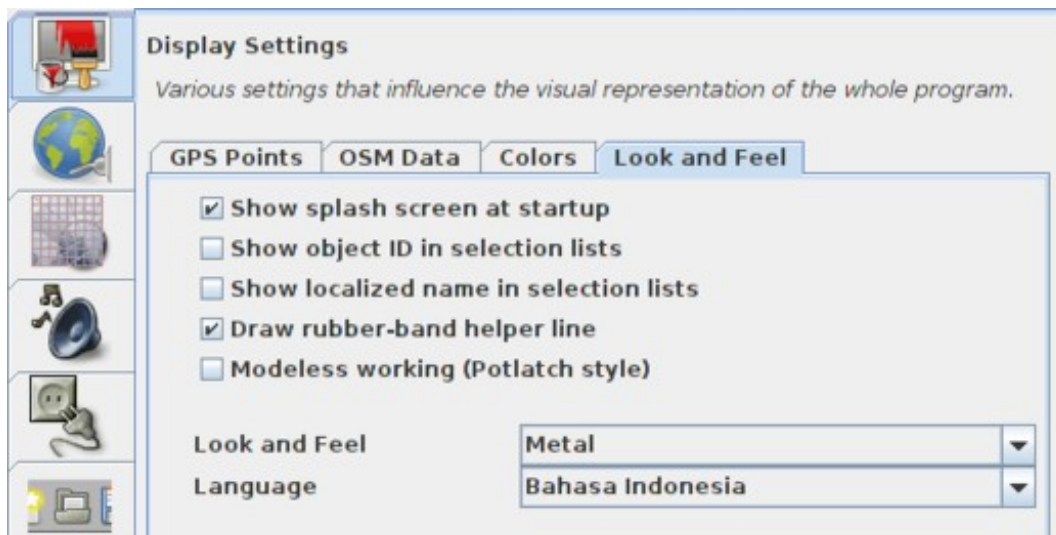 Display Settings
Various settings that influence the visual representation of the whole program.
GPS Points OSM Data Colors Look and Feel
Show splash screen at startup
Show object ID in selection lists
Show localized name in selection lists
Draw rubber-band helper line
Modeless working (Potlatch style)
Look and Feel Metal
Language Bahasa Indonesia